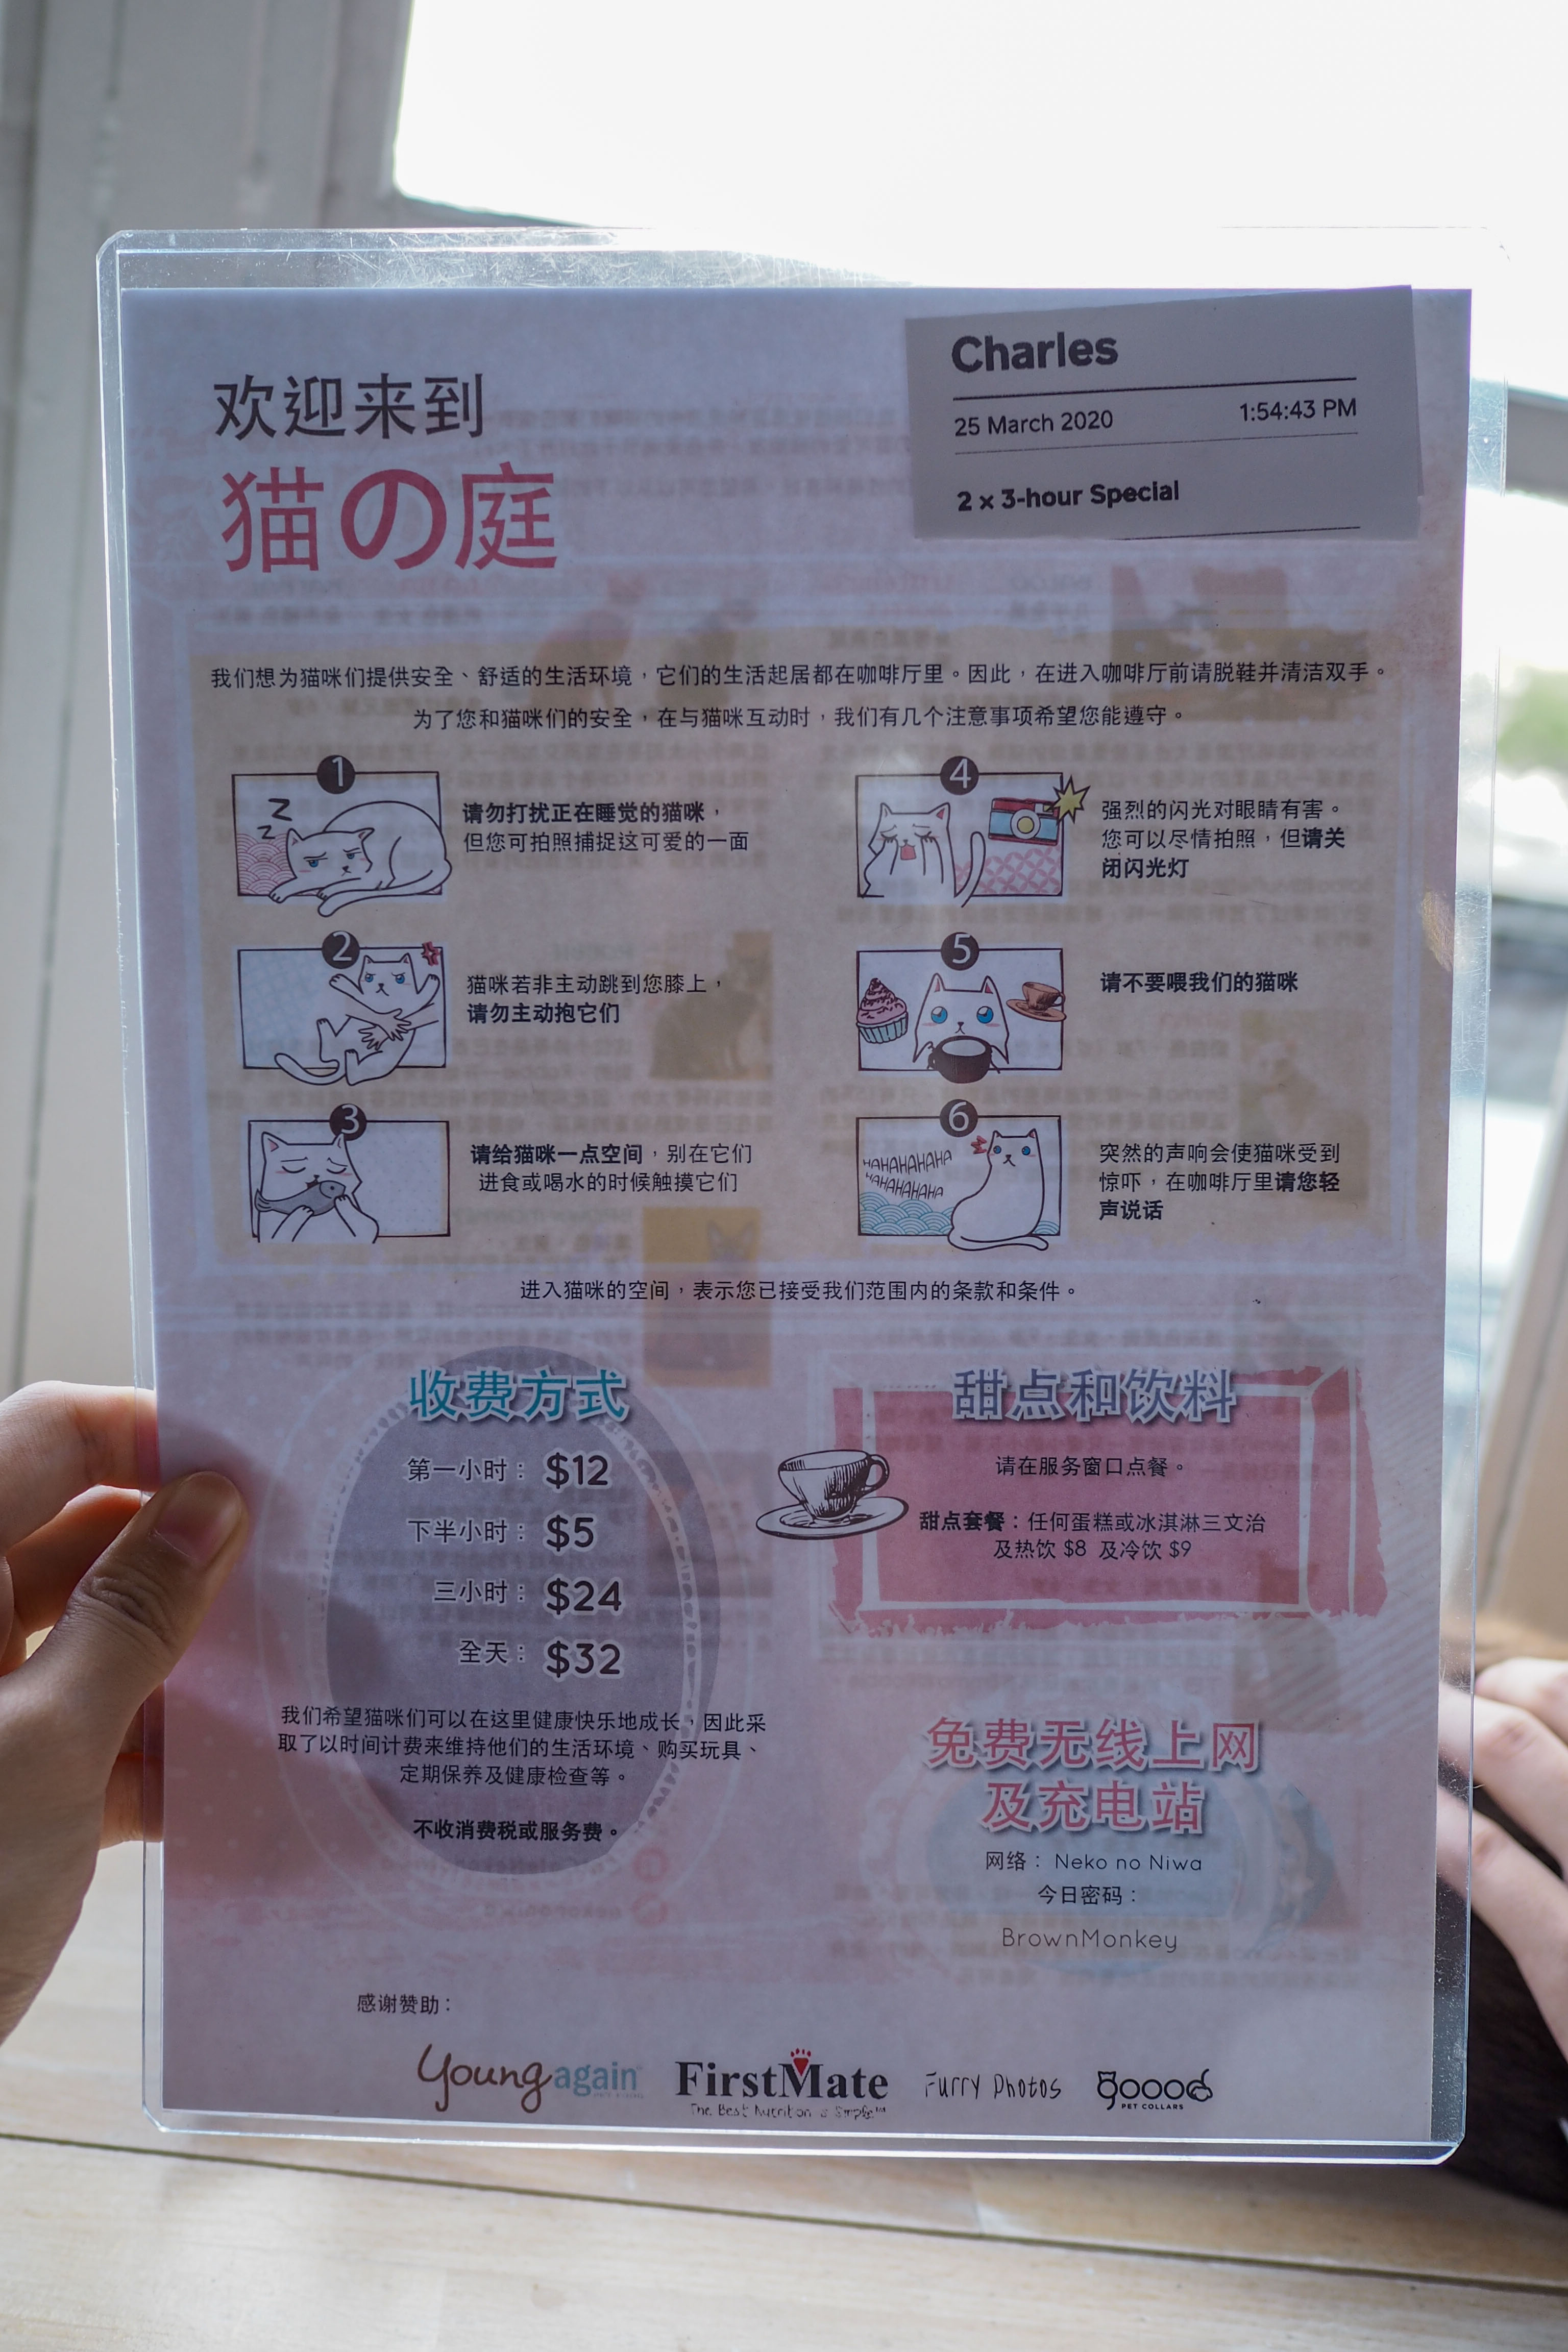 Charles
25 March 2020 1:54:43 PM
2 x 3-hour Special
欢迎来到
猫の庭
我们想为猫咪们提供安全、舒适的生活环境，它们的生活起居都在咖啡厅里。因此，在进入咖啡厅前请脱鞋并清洁双手。
为了您和猫咪们的安全，在与猫咪互动时，我们有几个注意事项希望您能遵守。
1
Z
Z
请勿打扰正在睡觉的猫咪，
但您可拍照捕捉这可爱的一面
2
猫咪若非主动跳到您膝上，
请勿主动抱它们
3
请给猫咪一点空间，别在它们
进食或喝水的时候触摸它们
4
强烈的闪光对眼睛有害。
您可以尽情拍照，但请关
闭闪光灯
5
请不要喂我们的猫咪
6
HAHAHAHAHA
HAHAHAHAHA
突然的声响会使猫咪受到
惊吓，在咖啡厅里请您轻
声说话
进入猫咪的空间，表示您已接受我们范围内的条款和条件。
收费方式
第一小时： $12
下半小时： $5
三小时： $24
全天： $32
我们希望猫咪们可以在这里健康快乐地成长，因此采
取了以时间计费来维持他们的生活环境、购买玩具、
定期保养及健康检查等。
不收消费税或服务费。
甜点和饮料
请在服务窗口点餐。
甜点套餐：任何蛋糕或冰淇淋三文治
及热饮 $8 及冷饮 $9
免费无线上网
及充电站
网络： Neko no Niwa
今日密码：
BrownMonkey
感谢赞助：
Young again
FirstMate
The Best Nutrition is Simple™
Furry Photos
goood
PET COLLARS